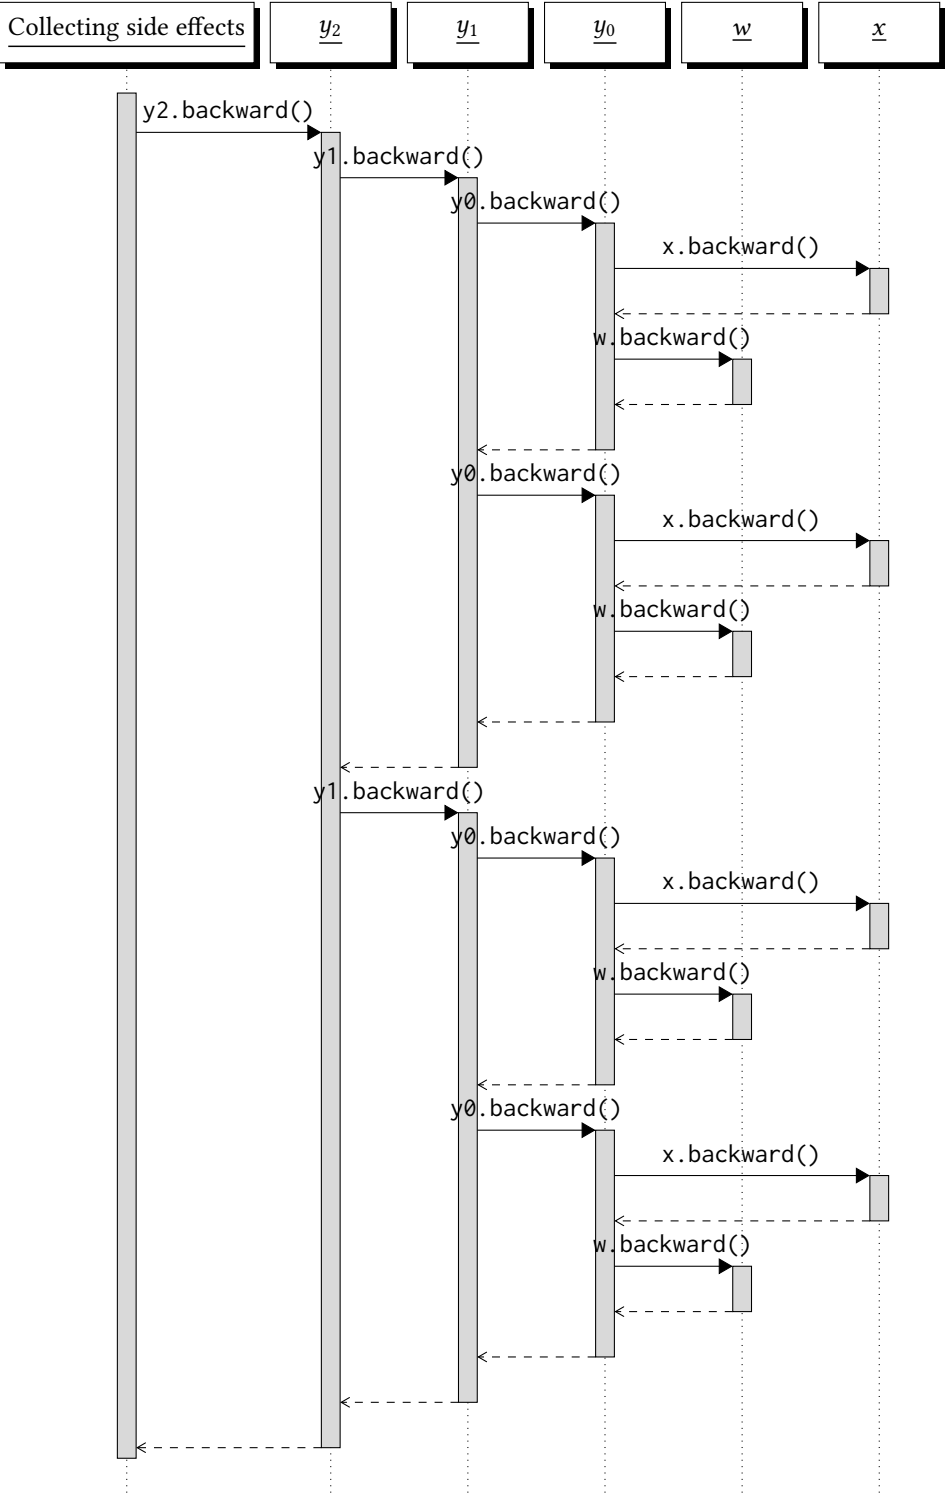 Collecting side effects y₂ y₁ y₀ w x
y2.backward()
y1.backward()
y0.backward()
x.backward()
w.backward()
y0.backward()
x.backward()
w.backward()
y1.backward()
y0.backward()
x.backward()
w.backward()
y0.backward()
x.backward()
w.backward()